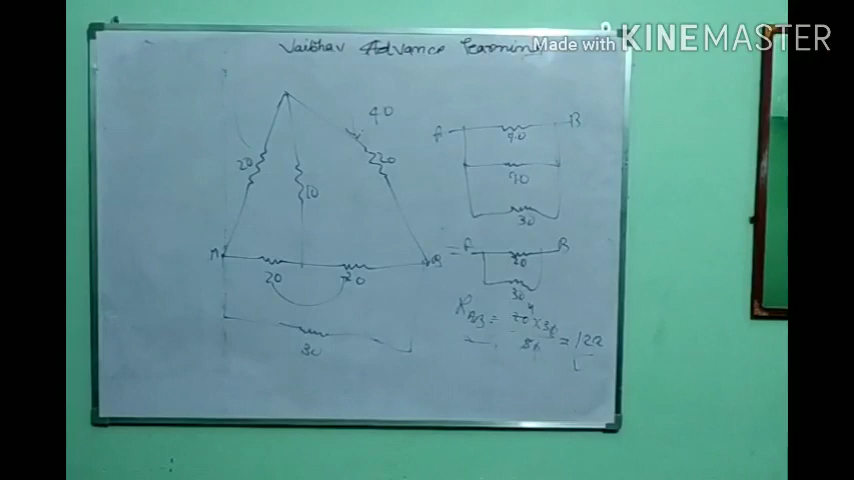 Vaibhav Advance Learning
Made with KINEMASTER
40
20
20
10
A
B
20
20
30
A
B
40
40
30
=
A
B
20
30
R_AB = 20 × 30
50
= 12Ω